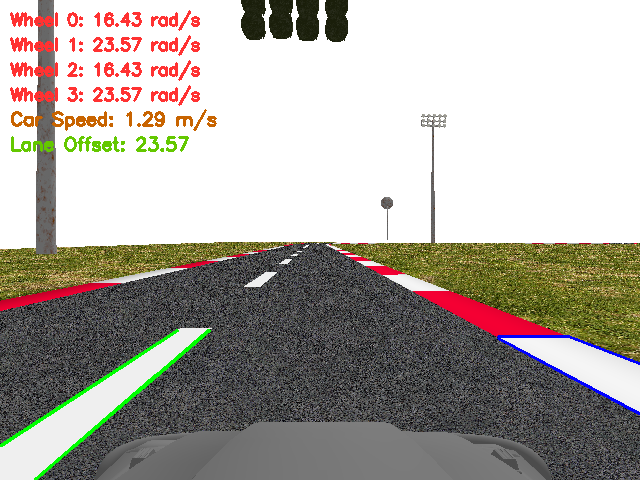 Wheel 0: 16.43 rad/s
Wheel 1: 23.57 rad/s
Wheel 2: 16.43 rad/s
Wheel 3: 23.57 rad/s
Car Speed: 1.29 m/s
Lane Offset: 23.57